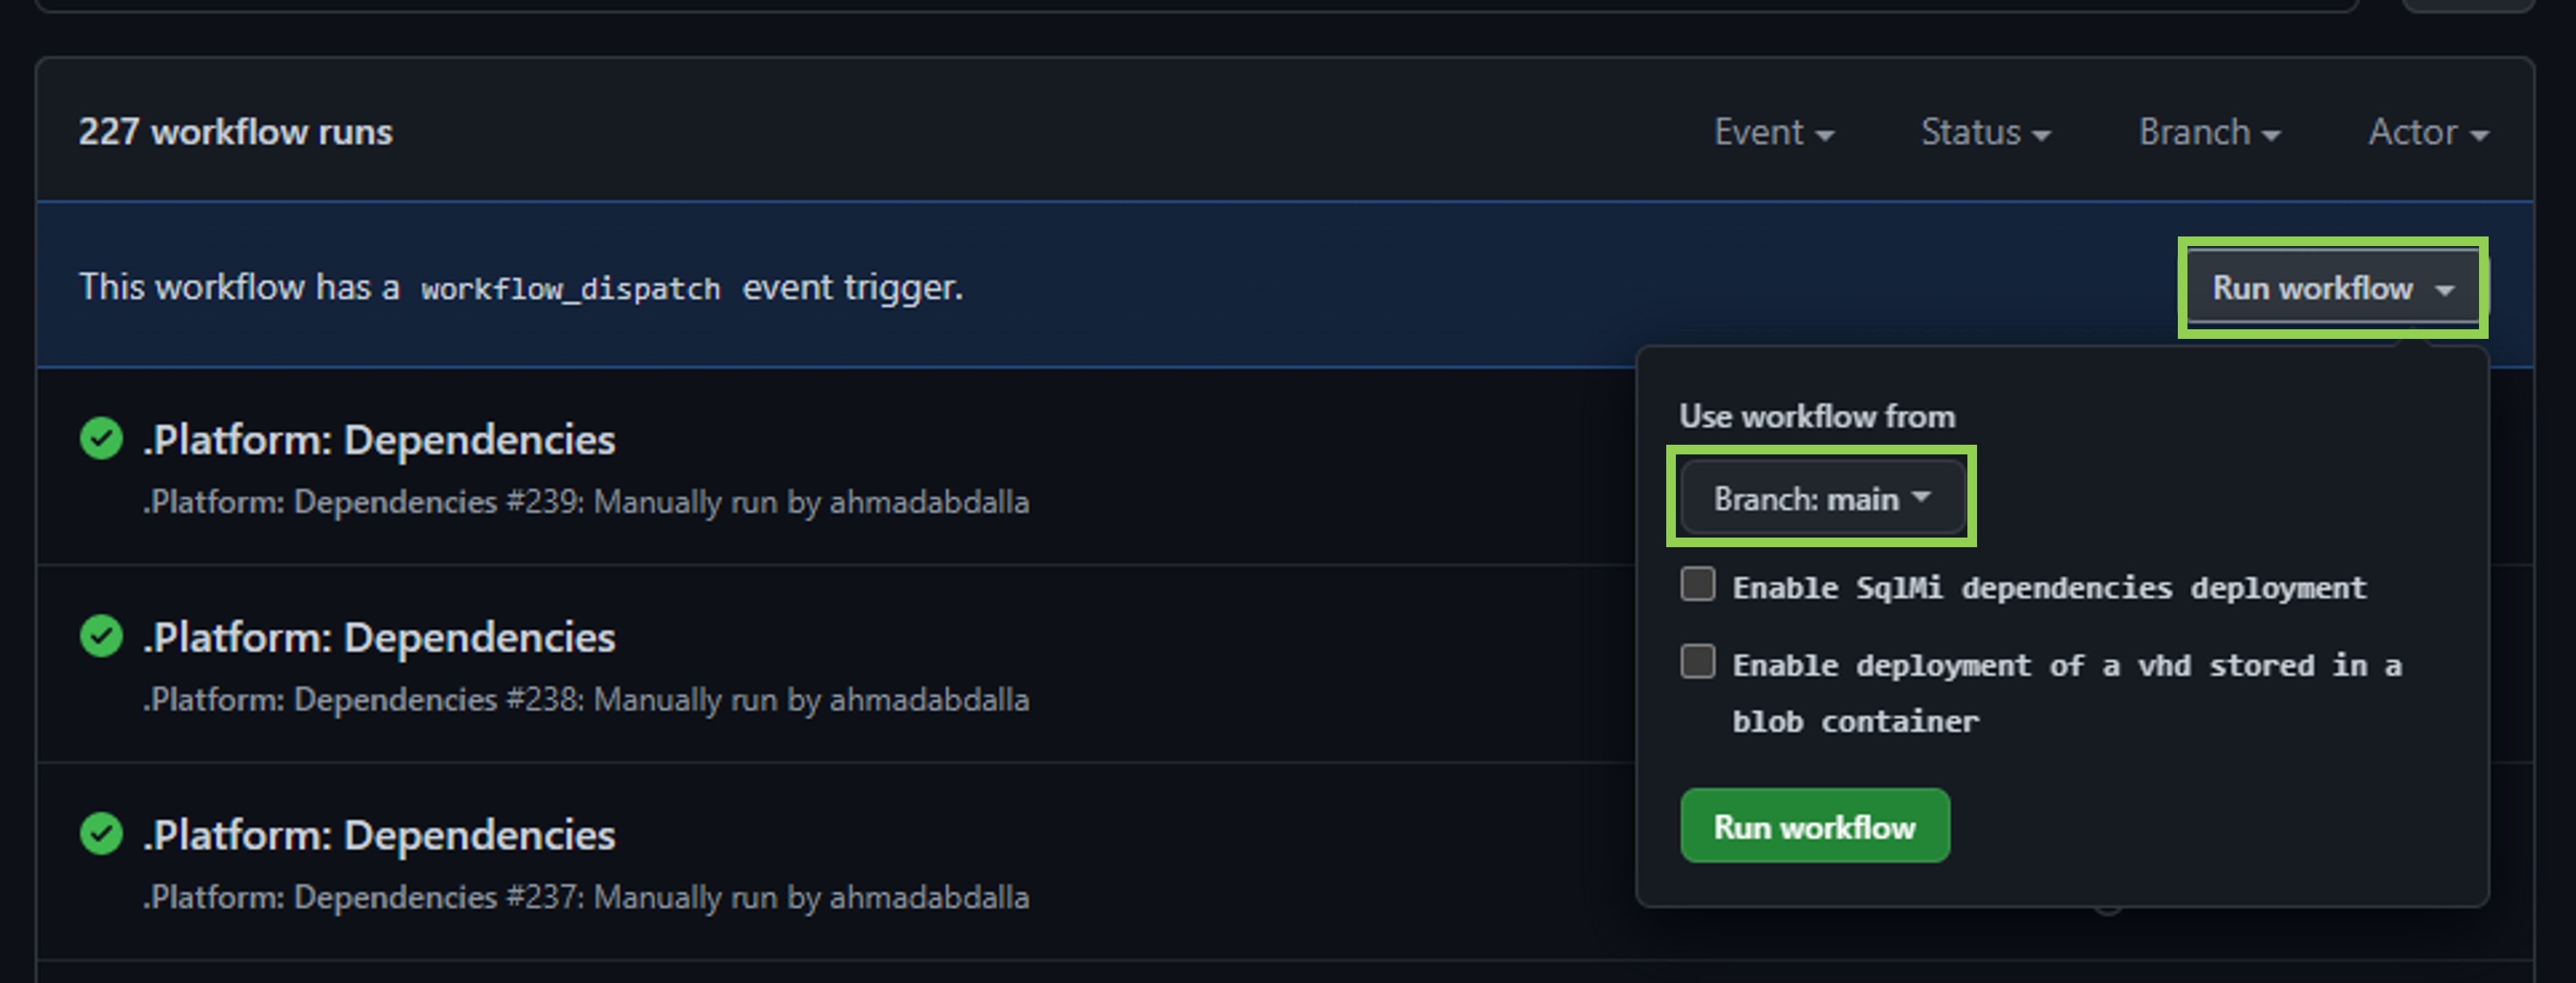 227 workflow runs
Event Status Branch Actor
This workflow has a workflow_dispatch event trigger.
Run workflow
.Platform: Dependencies
.Platform: Dependencies #239: Manually run by ahmadabdalla
.Platform: Dependencies
.Platform: Dependencies #238: Manually run by ahmadabdalla
.Platform: Dependencies
.Platform: Dependencies #237: Manually run by ahmadabdalla
Use workflow from
Branch: main
Enable SqlMi dependencies deployment
Enable deployment of a vhd stored in a
blob container
Run workflow